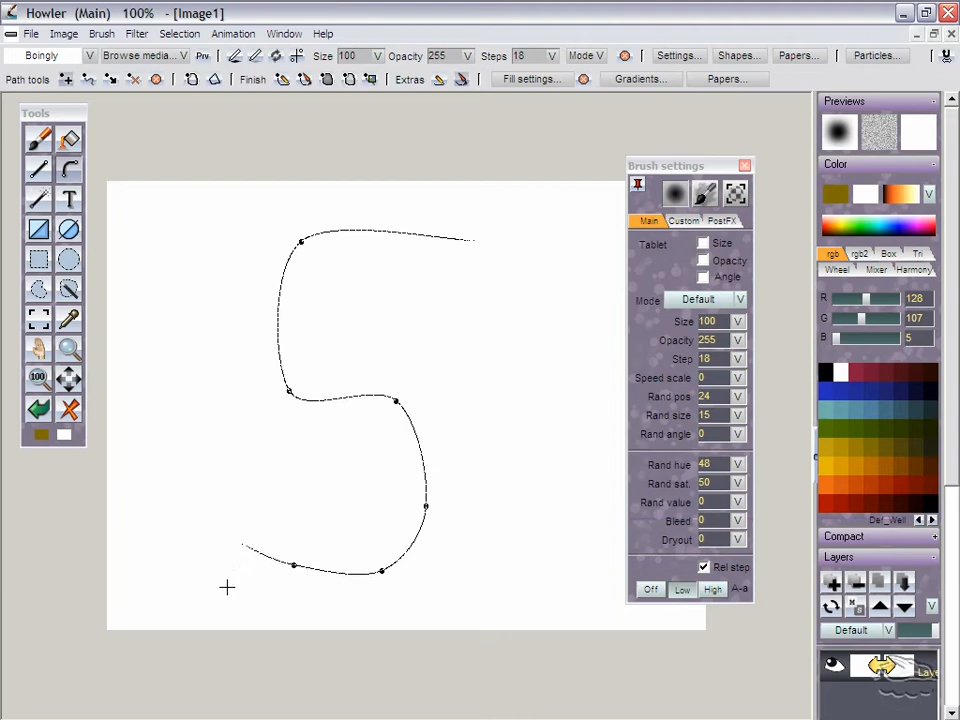 Howler (Main) 100% - [Image1]
File Image Brush Filter Selection Animation Window Help
Boingly V Browse media... V Prv Size 100 V Opacity 255 V Steps 18 V Mode V Settings... Shapes... Papers... Particles...
Path tools Finish Extras Fill settings... Gradients... Papers...
Tools
T
100
Brush settings
Main Custom PostFX
Tablet Size
Opacity
Angle
Mode Default V
Size 100 V
Opacity 255 V
Step 18 V
Speed scale 0 V
Rand pos 24 V
Rand size 15 V
Rand angle 0 V
Rand hue 48 V
Rand sat. 50 V
Rand value 0 V
Bleed 0 V
Dryout 0 V
Rel step
Off Low High A-a
Previews -
Color -
V
rgb rgb2 Box Tri
Wheel Mixer Harmony
R 128
G 107
B 5
Def_Well
Compact -
Layers -
V
Default V
Laye